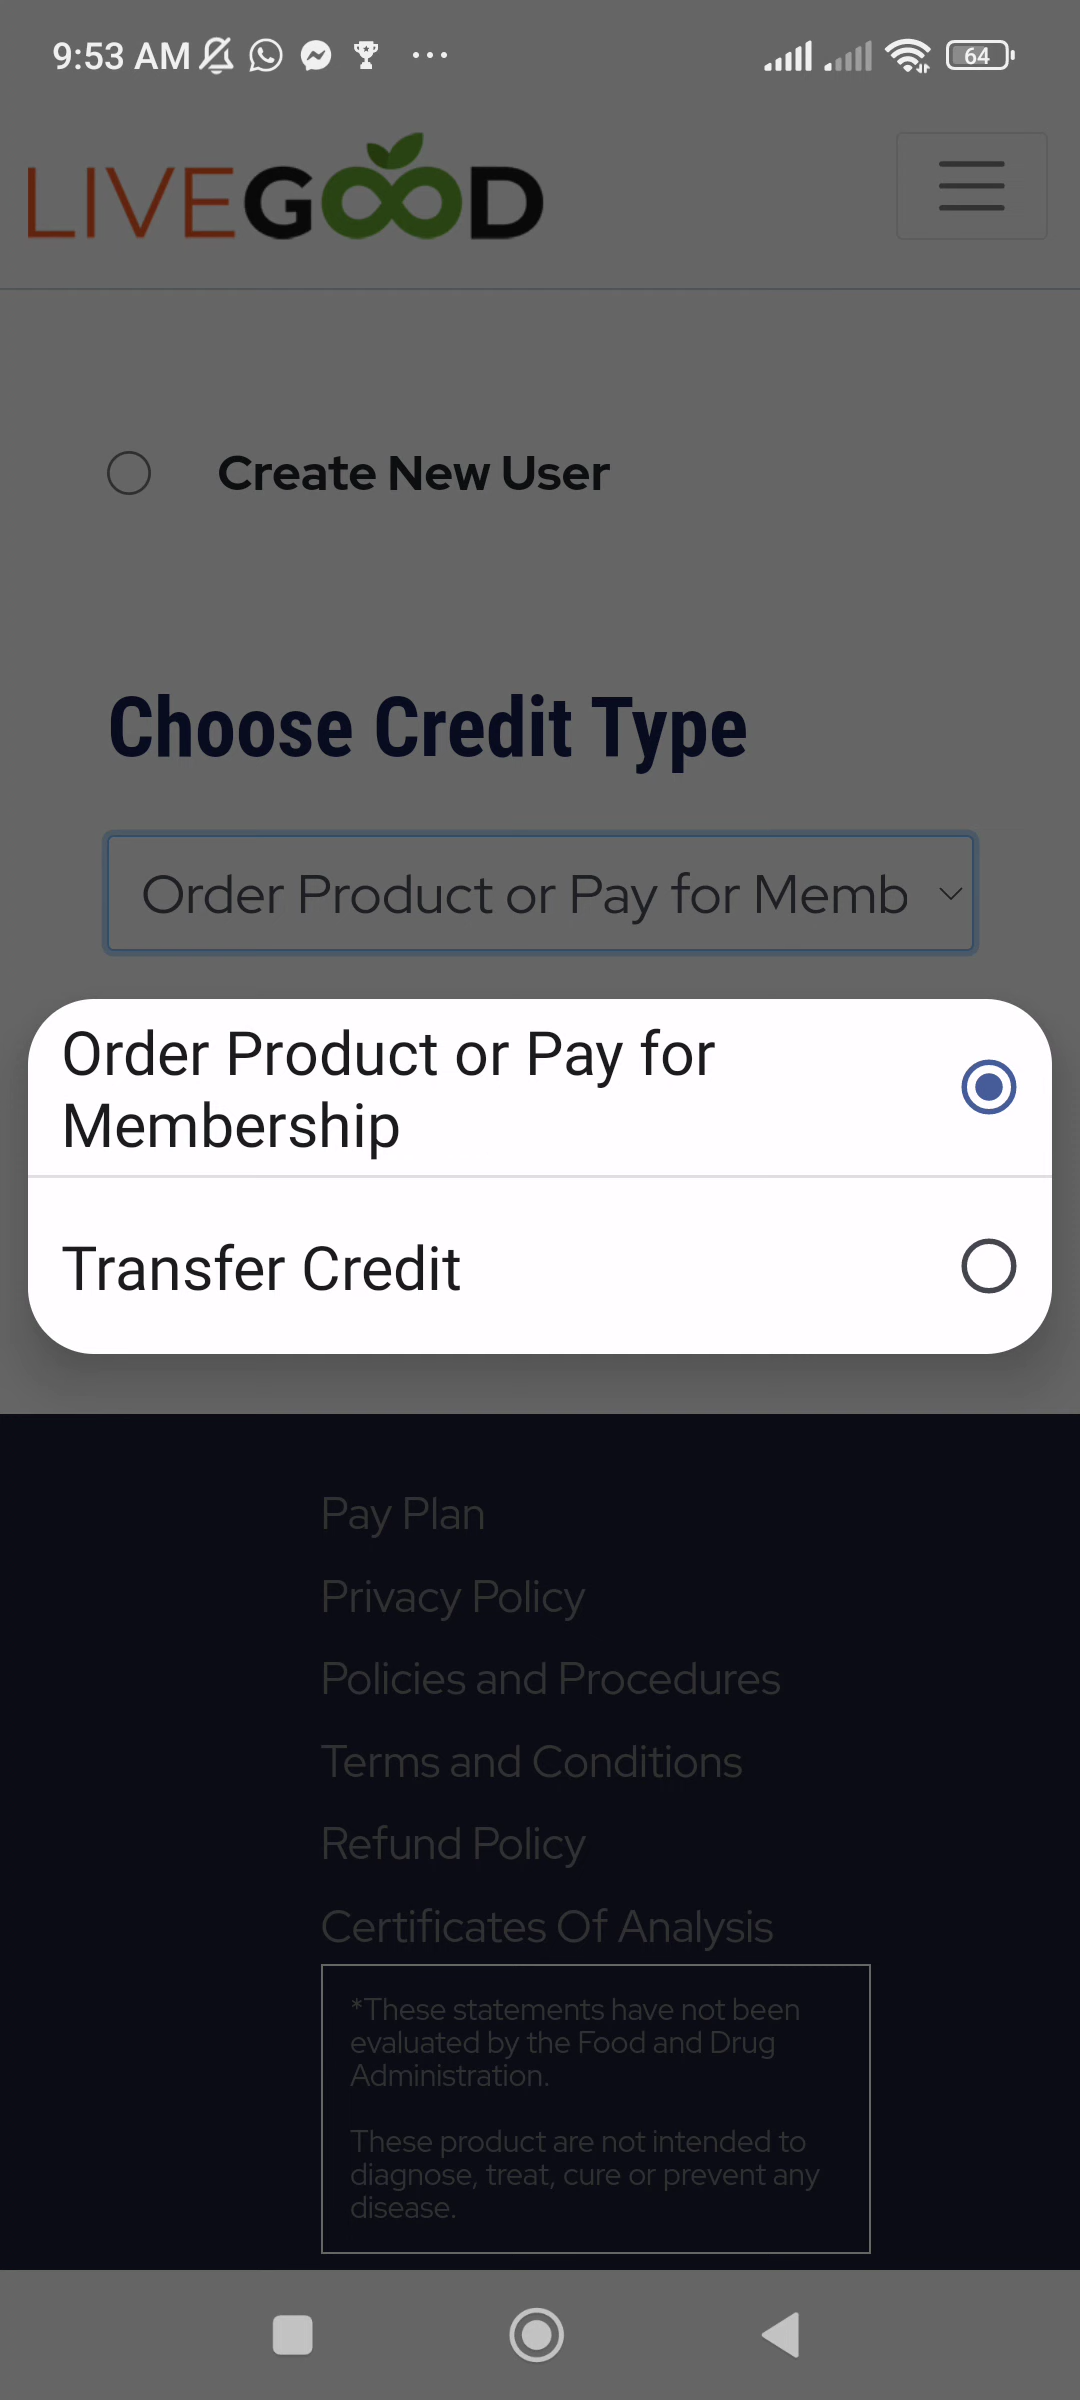 9:53 AM
64
LIVEGOOD
Create New User
Choose Credit Type
Order Product or Pay for Memb
Order Product or Pay for
Membership
Transfer Credit
Pay Plan
Privacy Policy
Policies and Procedures
Terms and Conditions
Refund Policy
Certificates Of Analysis
*These statements have not been
evaluated by the Food and Drug
Administration.
These product are not intended to
diagnose, treat, cure or prevent any
disease.